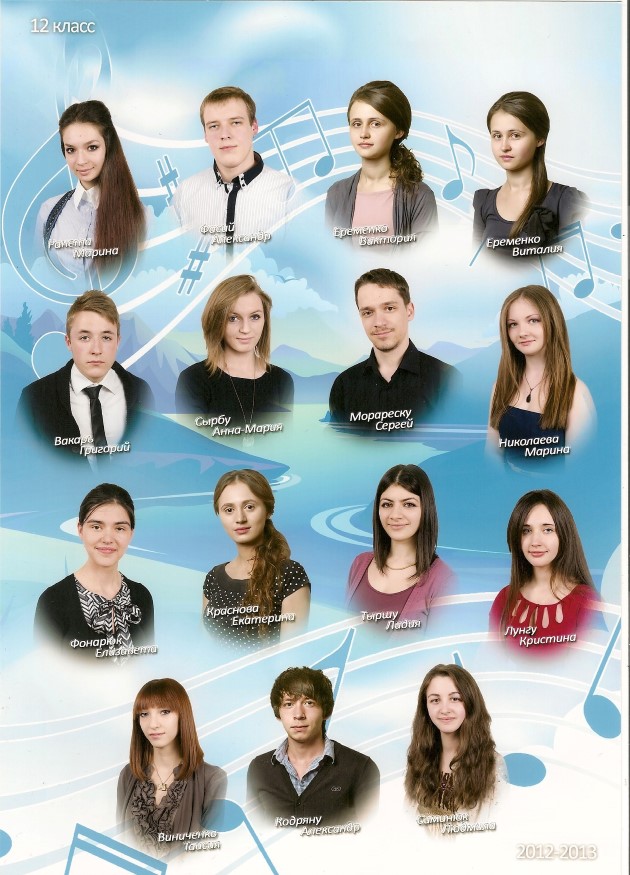 12 класс
Марина
Фасий
Александр
Еременко
Виктория
Еременко
Виталия
Вакарь
Григорий
Сырбу
Анна-Мария
Морареску
Сергей
Николаева
Марина
Фонарюк
Елизавета
Краснова
Екатерина
Тыршу
Лидия
Лунгу
Кристина
Виниченко
Таисия
Кодряну
Александр
Людмила
2012-2013